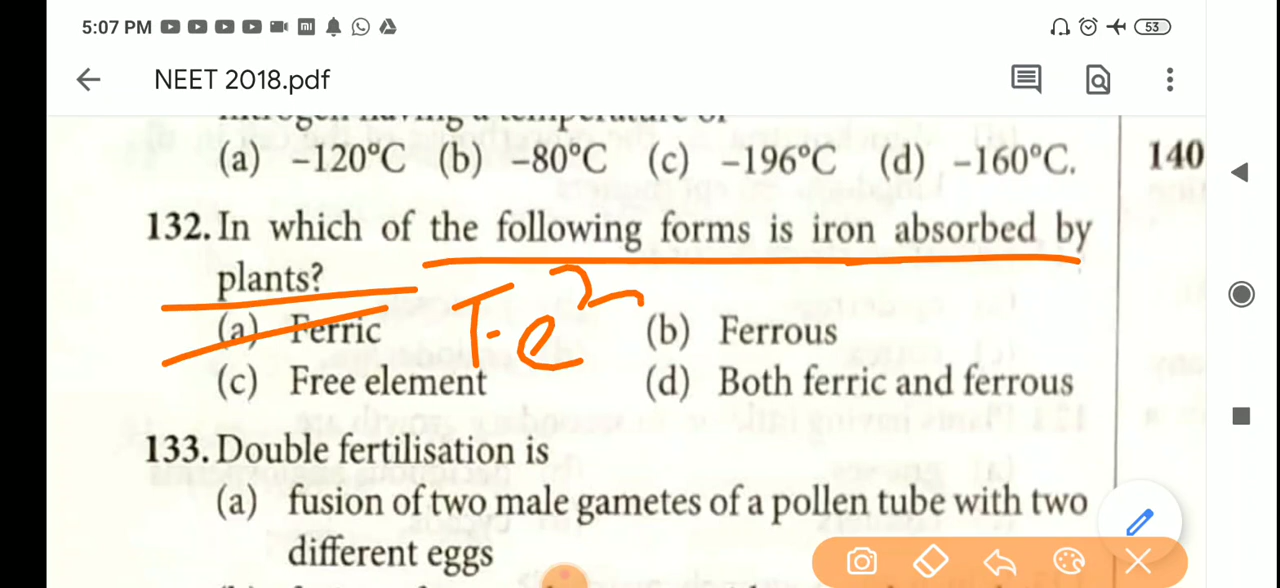 5:07 PM 53
NEET 2018.pdf
(a) −120°C (b) −80°C (c) −196°C (d) −160°C.
140
132. In which of the following forms is iron absorbed by
plants?
(a) Ferric (b) Ferrous
Fe
(c) Free element (d) Both ferric and ferrous
133. Double fertilisation is
(a) fusion of two male gametes of a pollen tube with two
different eggs